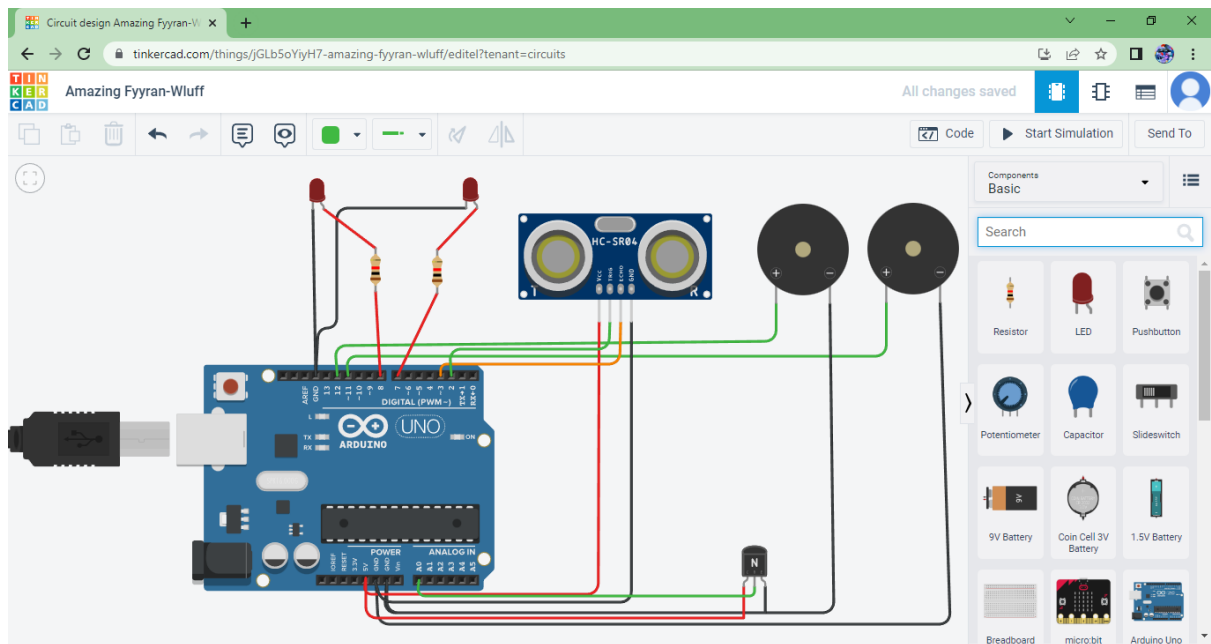 Circuit design Amazing Fyyran-W
tinkercad.com/things/jGLb5oYiyH7-amazing-fyyran-wluff/editel?tenant=circuits
TIN
KER
CAD
Amazing Fyyran-Wluff
All changes saved
Code
Start Simulation
Send To
Components
Basic
Search
Resistor
LED
Pushbutton
Potentiometer
Capacitor
Slideswitch
9V
9V Battery
Coin Cell 3V
Battery
1.5V Battery
Breadboard
micro:bit
Arduino Uno
HC-SR04
VCC
TRIG
ECHO
GND
T
R
+
−
+
−
AREF
GND
13
12
~11
~10
~9
8
7
~6
~5
4
~3
2
TX→1
RX←0
DIGITAL (PWM~)
L
TX
RX
UNO
ON
ARDUINO
POWER
ANALOG IN
IOREF
RESET
3.3V
5V
GND
GND
Vin
A0
A1
A2
A3
A4
A5
N